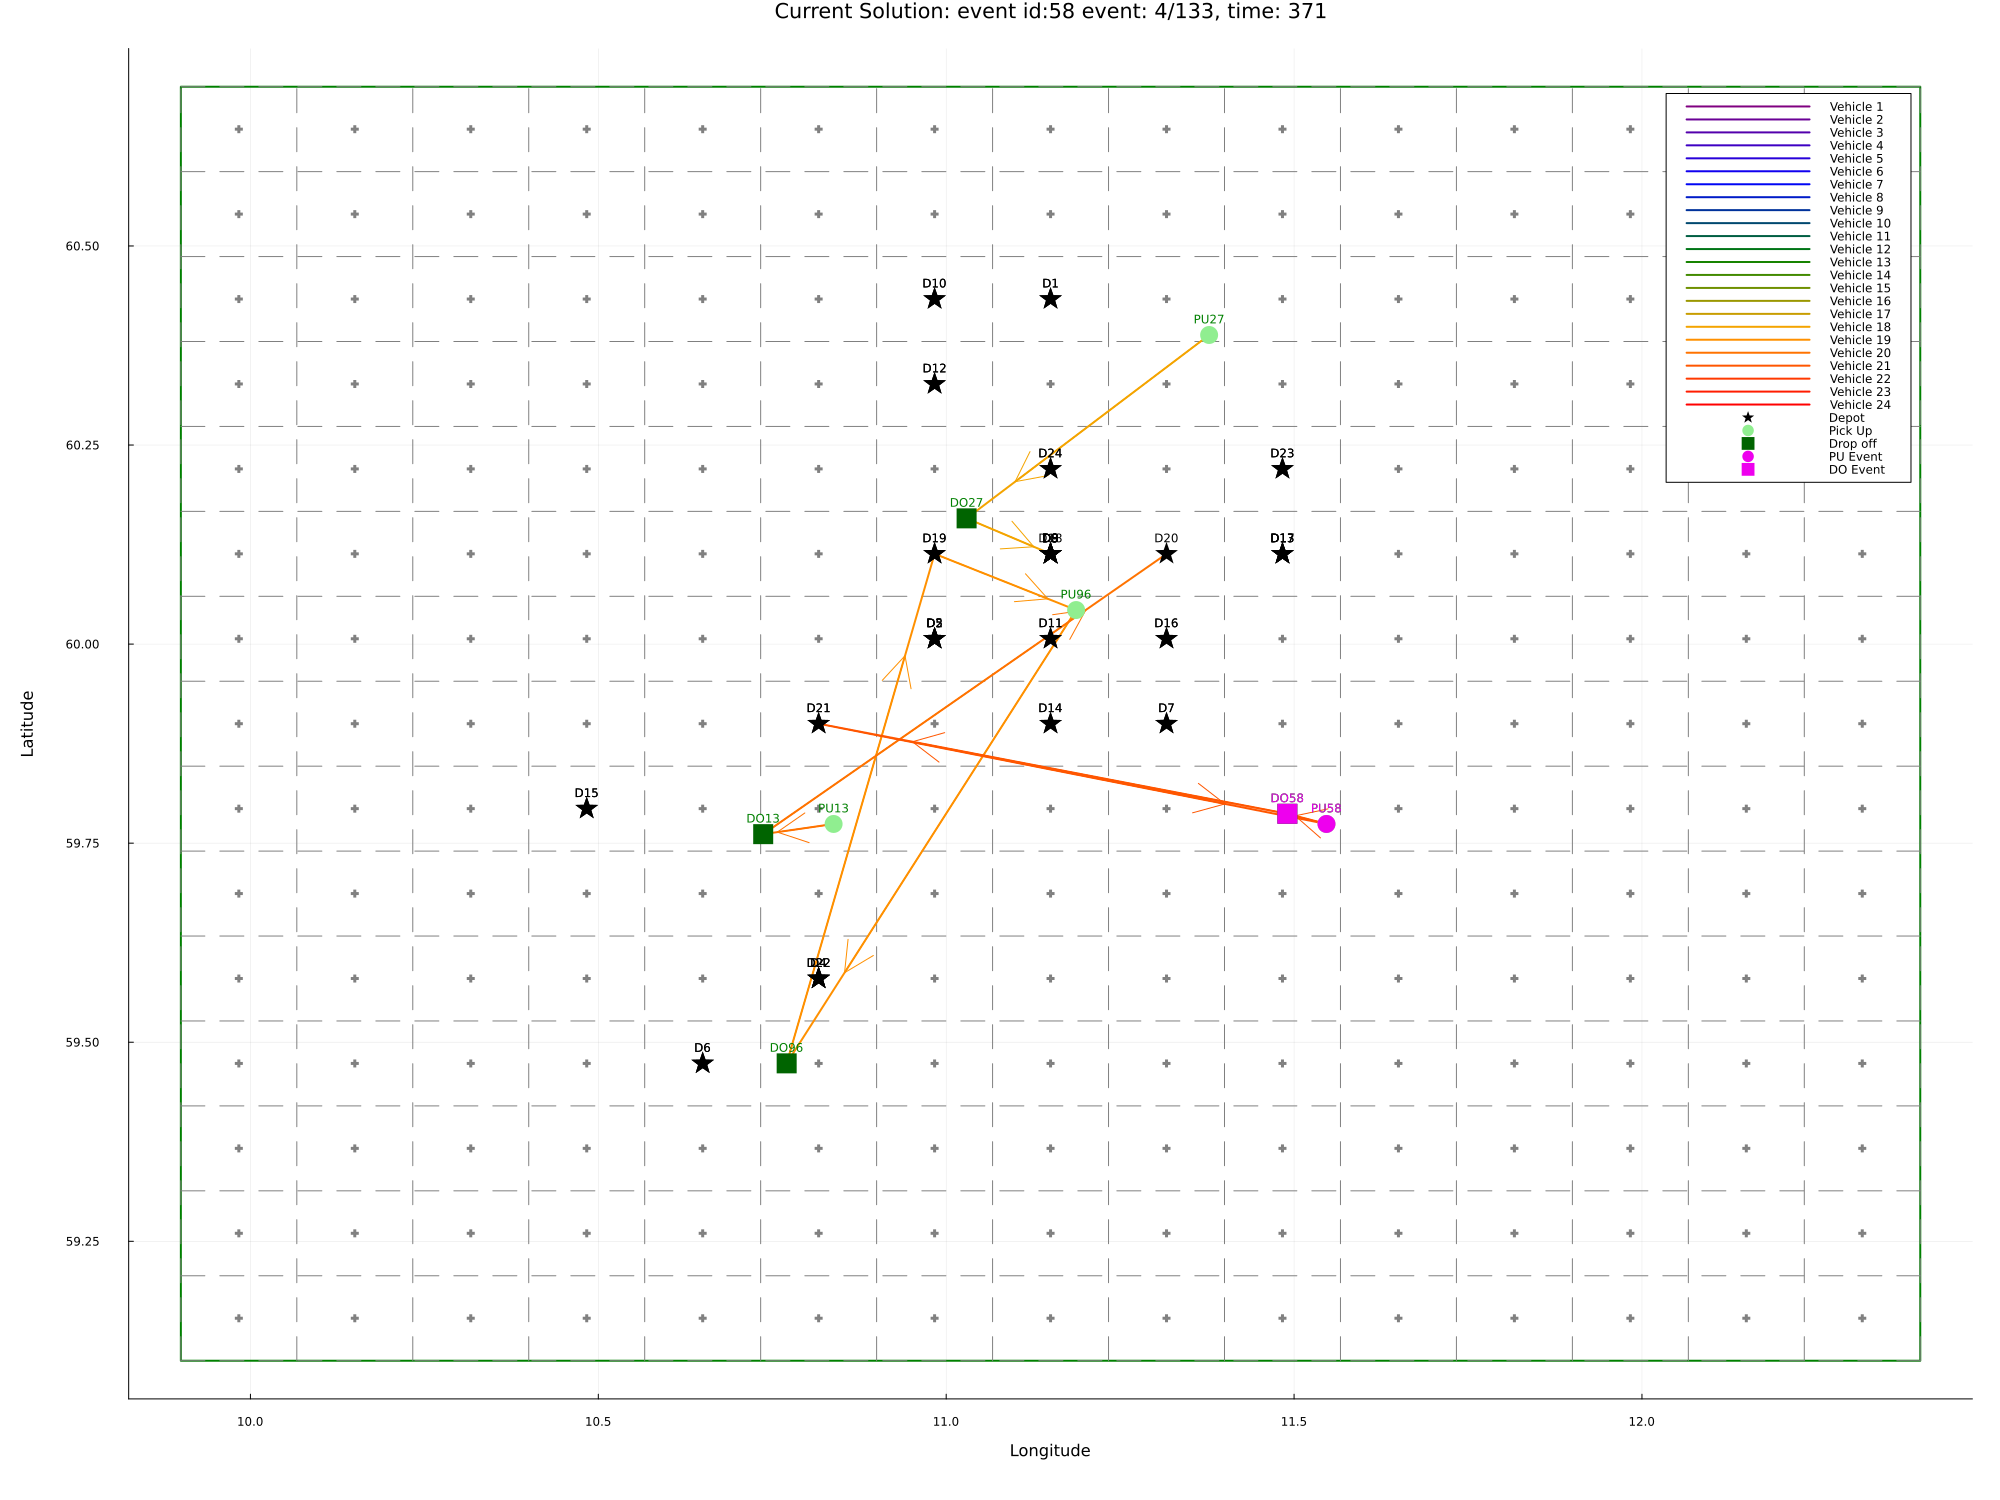 Current Solution: event id:58 event: 4/133, time: 371
Vehicle 1
Vehicle 2
Vehicle 3
Vehicle 4
Vehicle 5
Vehicle 6
Vehicle 7
Vehicle 8
Vehicle 9
Vehicle 10
Vehicle 11
Vehicle 12
Vehicle 13
Vehicle 14
Vehicle 15
Vehicle 16
Vehicle 17
Vehicle 18
Vehicle 19
Vehicle 20
Vehicle 21
Vehicle 22
Vehicle 23
Vehicle 24
Depot
Pick Up
Drop off
PU Event
DO Event
60.50
D10 D1
PU27
D12
60.25
D24 D23
DO27
D19 D20
PU96
60.00
D11 D16
D21 D14 D7
Latitude
D15
DO58 PU58
DO13 PU13
59.75
59.50
D6 DO96
59.25
10.0 10.5 11.0 11.5 12.0
Longitude